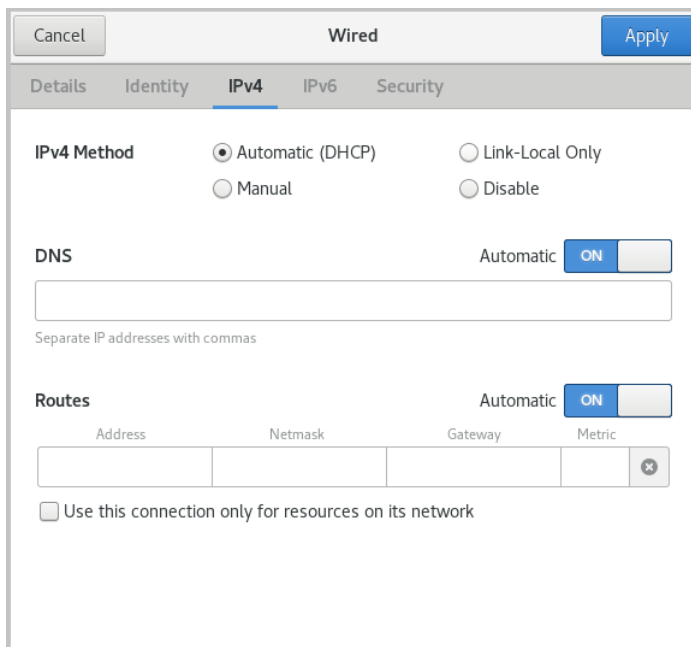 Cancel Wired Apply
Details Identity IPv4 IPv6 Security
IPv4 Method Automatic (DHCP) Link-Local Only
Manual Disable
DNS Automatic ON
Separate IP addresses with commas
Routes Automatic ON
Address Netmask Gateway Metric
Use this connection only for resources on its network